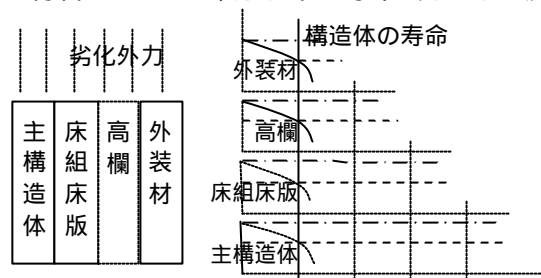 劣化外力
主構造体
床組床版
高欄
外装材
構造体の寿命
外装材
高欄
床組床版
主構造体